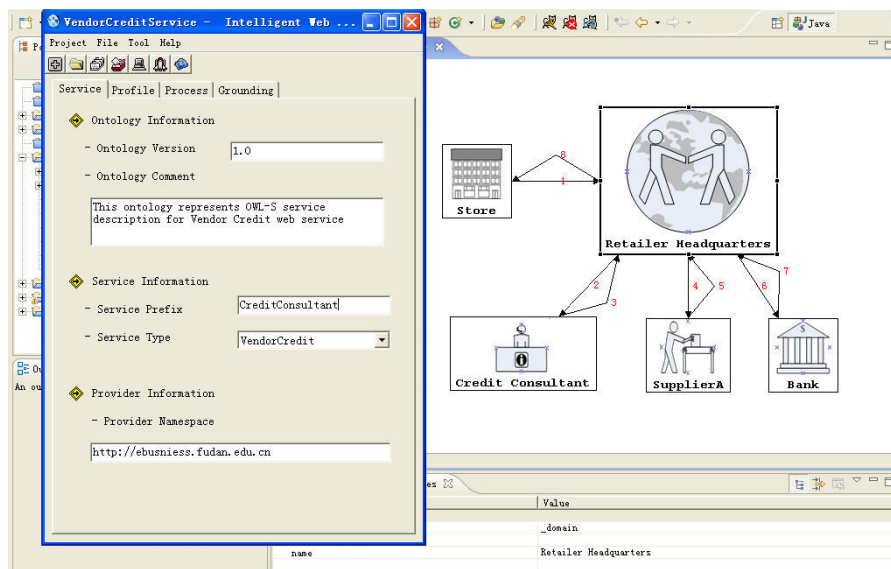 VendorCreditService - Intelligent Web ...
Project File Tool Help
Service Profile Process Grounding
Ontology Information
- Ontology Version 1.0
- Ontology Comment
This ontology represents OWL-S service
description for Vendor Credit web service
Service Information
- Service Prefix CreditConsultant
- Service Type VendorCredit
Provider Information
- Provider Namespace
http://ebusniess.fudan.edu.cn
Java
8
1
Store
Retailer Headquarters
2
3
4
5
6
7
Credit Consultant
SupplierA
S
Bank
An ou
Value
_domain
name Retailer Headquarters